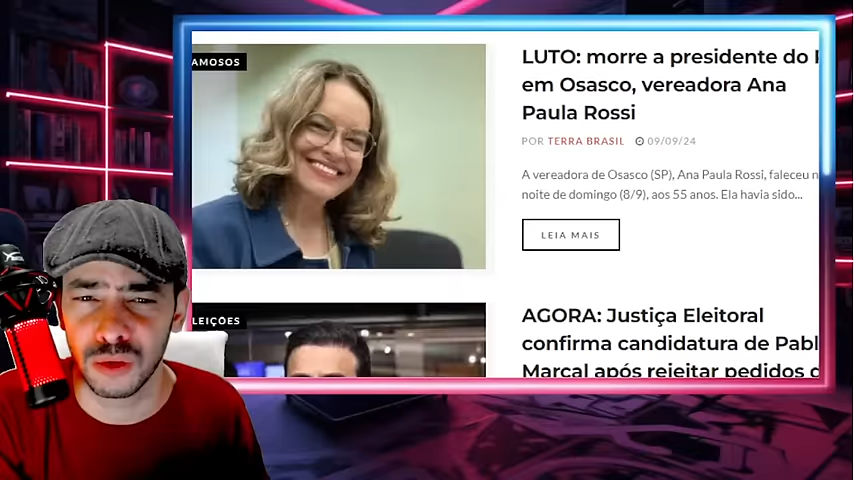 AMOSOS
LUTO: morre a presidente do
em Osasco, vereadora Ana
Paula Rossi
POR TERRA BRASIL 09/09/24
A vereadora de Osasco (SP), Ana Paula Rossi, faleceu n
noite de domingo (8/9), aos 55 anos. Ela havia sido...
LEIA MAIS
LEIÇÕES
AGORA: Justiça Eleitoral
confirma candidatura de Pabl
Marçal após rejeitar pedidos d